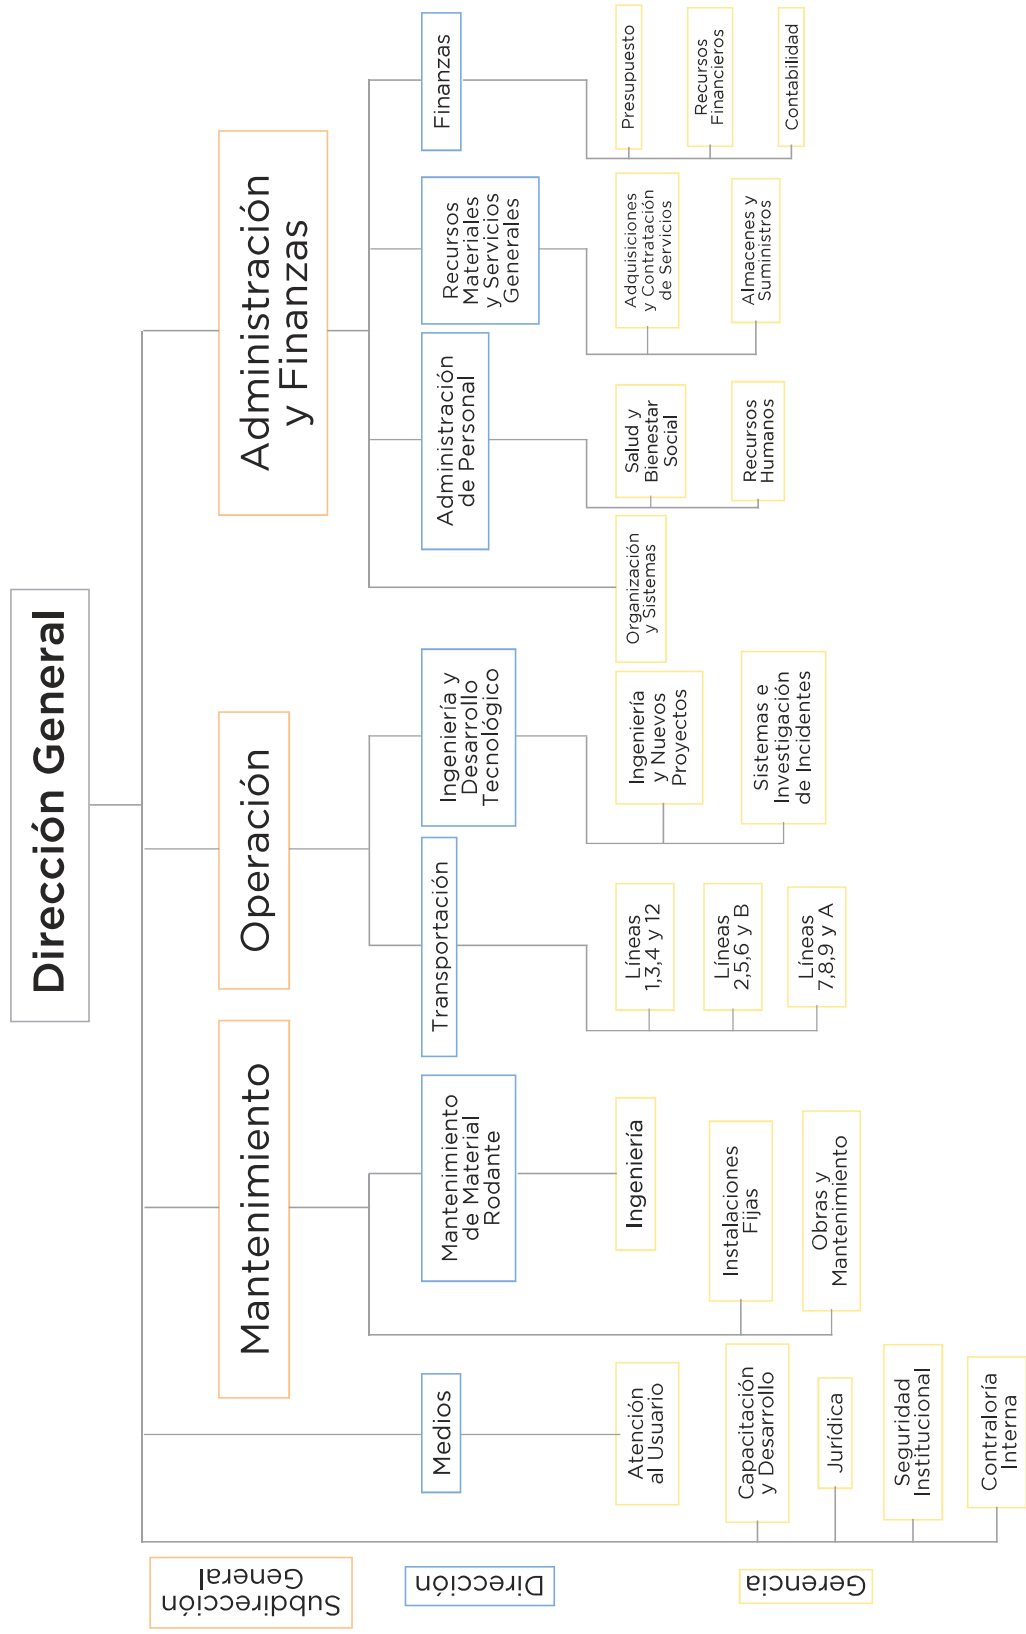 Dirección General
Subdirección
General
Mantenimiento
Operación
Administración
y Finanzas
Dirección
Medios
Mantenimiento
de Material
Rodante
Transportación
Ingeniería y
Desarrollo
Tecnológico
Administración
de Personal
Recursos
Materiales
y Servicios
Generales
Finanzas
Gerencia
Atención
al Usuario
Capacitación
y Desarrollo
Jurídica
Seguridad
Institucional
Contraloría
Interna
Ingeniería
Instalaciones
Fijas
Obras y
Mantenimiento
Líneas
1,3,4 y 12
Líneas
2,5,6 y B
Líneas
7,8,9 y A
Ingeniería
y Nuevos
Proyectos
Sistemas e
Investigación
de Incidentes
Organización
y Sistemas
Salud y
Bienestar
Social
Recursos
Humanos
Adquisiciones
y Contratación
de Servicios
Almacenes y
Suministros
Presupuesto
Recursos
Financieros
Contabilidad